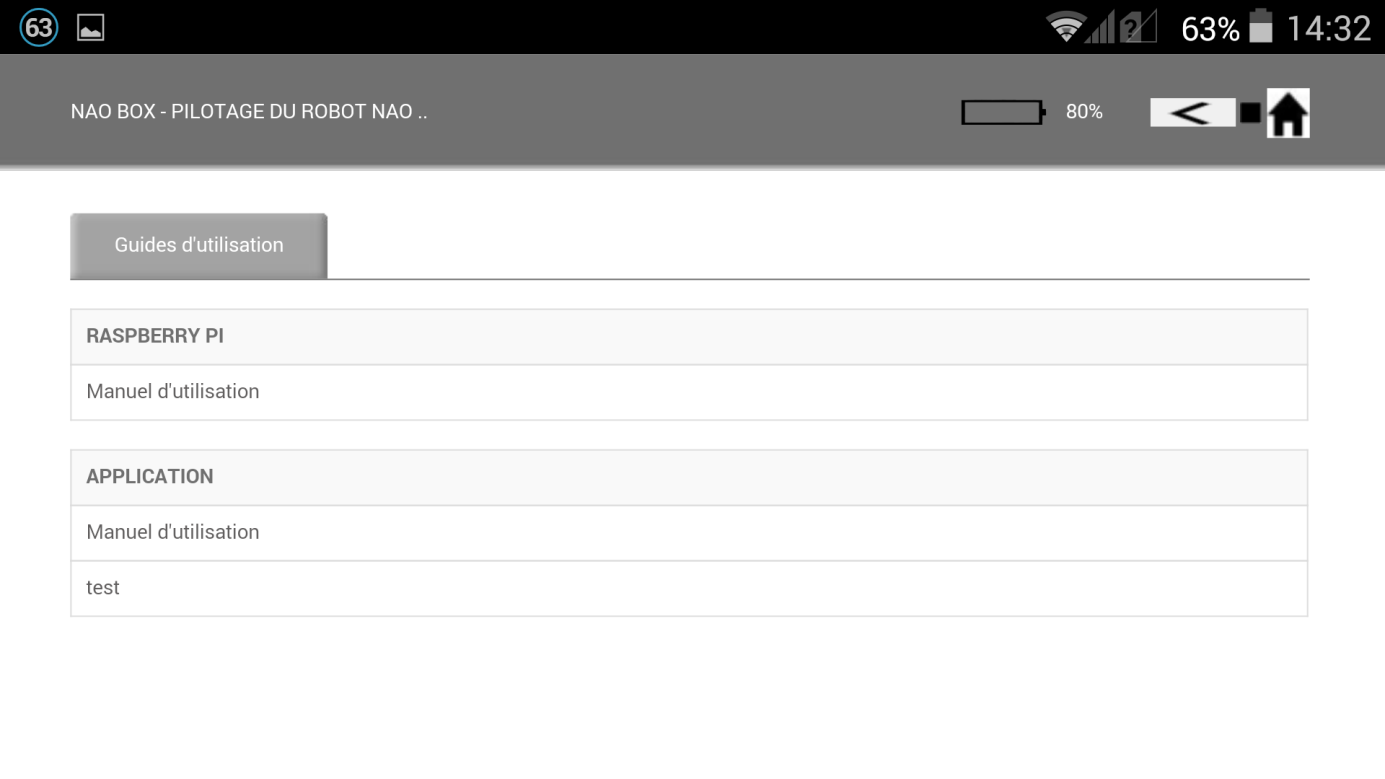 63
63%
14:32
NAO BOX - PILOTAGE DU ROBOT NAO ..
80%
Guides d'utilisation
RASPBERRY PI
Manuel d'utilisation
APPLICATION
Manuel d'utilisation
test